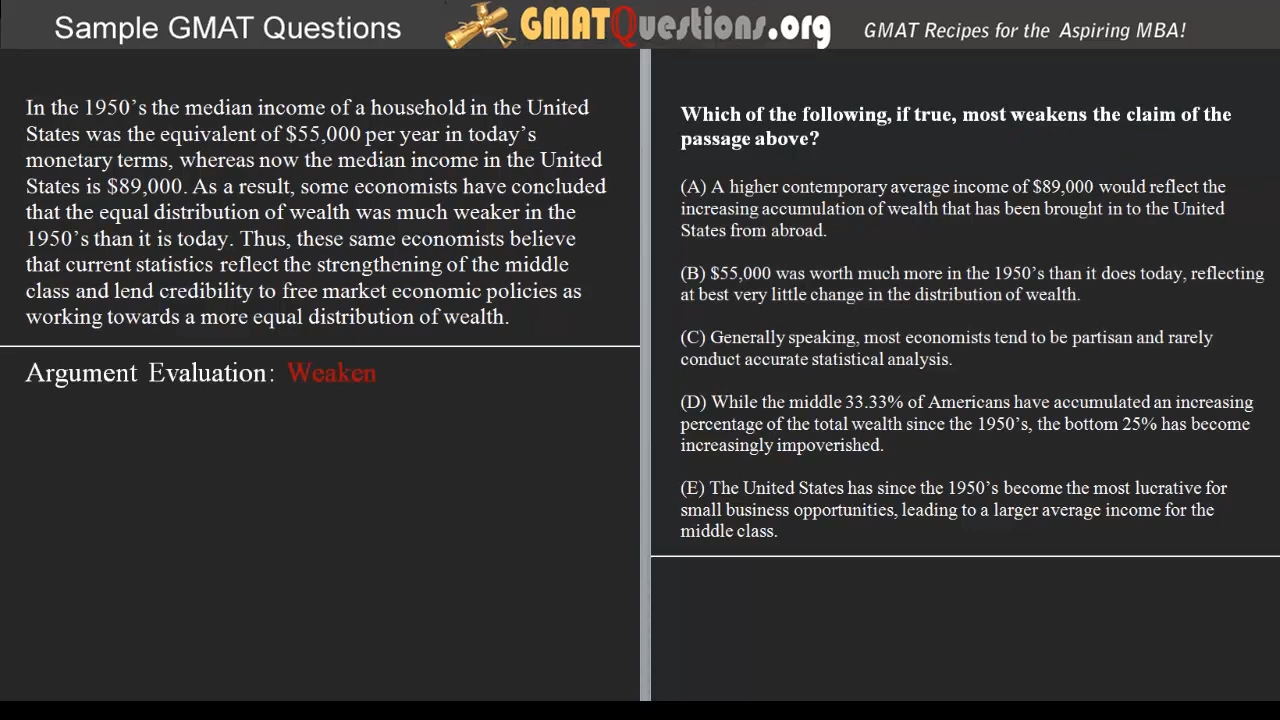 Sample GMAT Questions
GMATQuestions.org
GMAT Recipes for the Aspiring MBA!
In the 1950's the median income of a household in the United
States was the equivalent of $55,000 per year in today's
monetary terms, whereas now the median income in the United
States is $89,000. As a result, some economists have concluded
that the equal distribution of wealth was much weaker in the
1950's than it is today. Thus, these same economists believe
that current statistics reflect the strengthening of the middle
class and lend credibility to free market economic policies as
working towards a more equal distribution of wealth.
Argument Evaluation: Weaken
Which of the following, if true, most weakens the claim of the
passage above?
(A) A higher contemporary average income of $89,000 would reflect the
increasing accumulation of wealth that has been brought in to the United
States from abroad.
(B) $55,000 was worth much more in the 1950's than it does today, reflecting
at best very little change in the distribution of wealth.
(C) Generally speaking, most economists tend to be partisan and rarely
conduct accurate statistical analysis.
(D) While the middle 33.33% of Americans have accumulated an increasing
percentage of the total wealth since the 1950's, the bottom 25% has become
increasingly impoverished.
(E) The United States has since the 1950's become the most lucrative for
small business opportunities, leading to a larger average income for the
middle class.